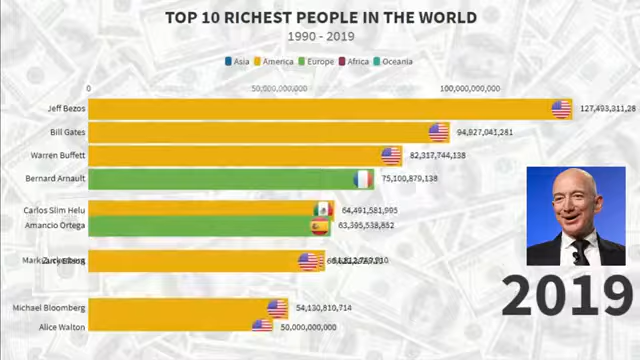 TOP 10 RICHEST PEOPLE IN THE WORLD
1990 - 2019
Asia America Europe Africa Oceania
0 50,000,000,000 100,000,000,000
Jeff Bezos 127,493,311,28
Bill Gates 94,927,041,281
Warren Buffett 82,317,744,138
Bernard Arnault 75,100,879,138
Carlos Slim Helu 64,491,581,995
Amancio Ortega 63,395,538,852
Michael Bloomberg 54,130,810,714
Alice Walton 50,000,000,000
2019